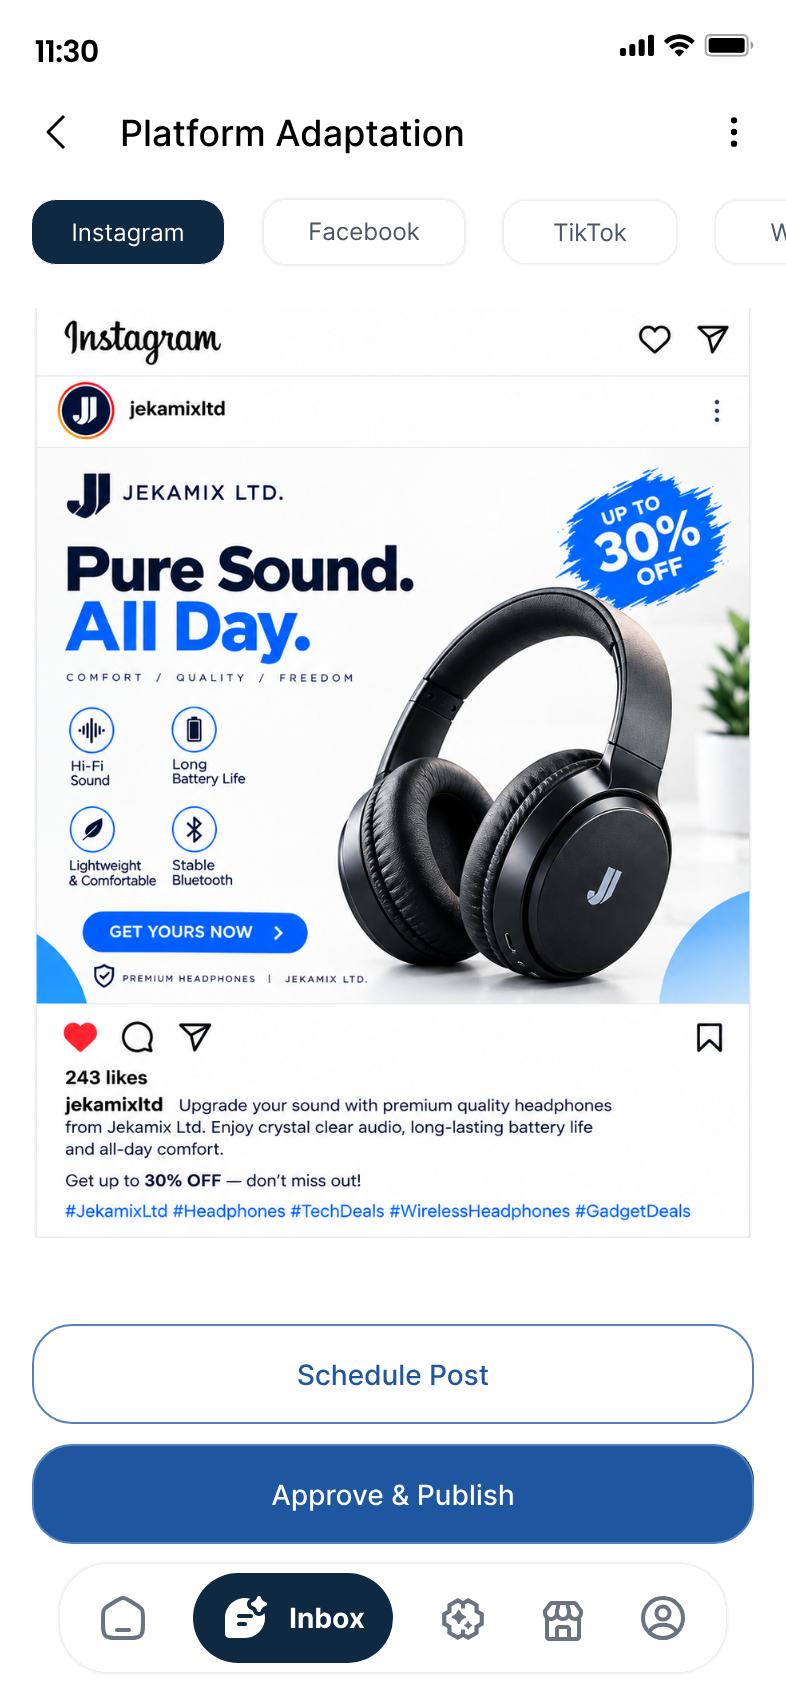 11:30
Platform Adaptation
Instagram
Facebook
TikTok
W
Instagram
jekamixltd
JEKAMIX LTD.
UP TO
30%
OFF
Pure Sound.
All Day.
COMFORT / QUALITY / FREEDOM
Hi-Fi
Sound
Long
Battery Life
Lightweight
& Comfortable
Stable
Bluetooth
GET YOURS NOW
PREMIUM HEADPHONES | JEKAMIX LTD.
243 likes
jekamixltd Upgrade your sound with premium quality headphones
from Jekamix Ltd. Enjoy crystal clear audio, long-lasting battery life
and all-day comfort.
Get up to 30% OFF — don't miss out!
#JekamixLtd #Headphones #TechDeals #WirelessHeadphones #GadgetDeals
Schedule Post
Approve & Publish
Inbox